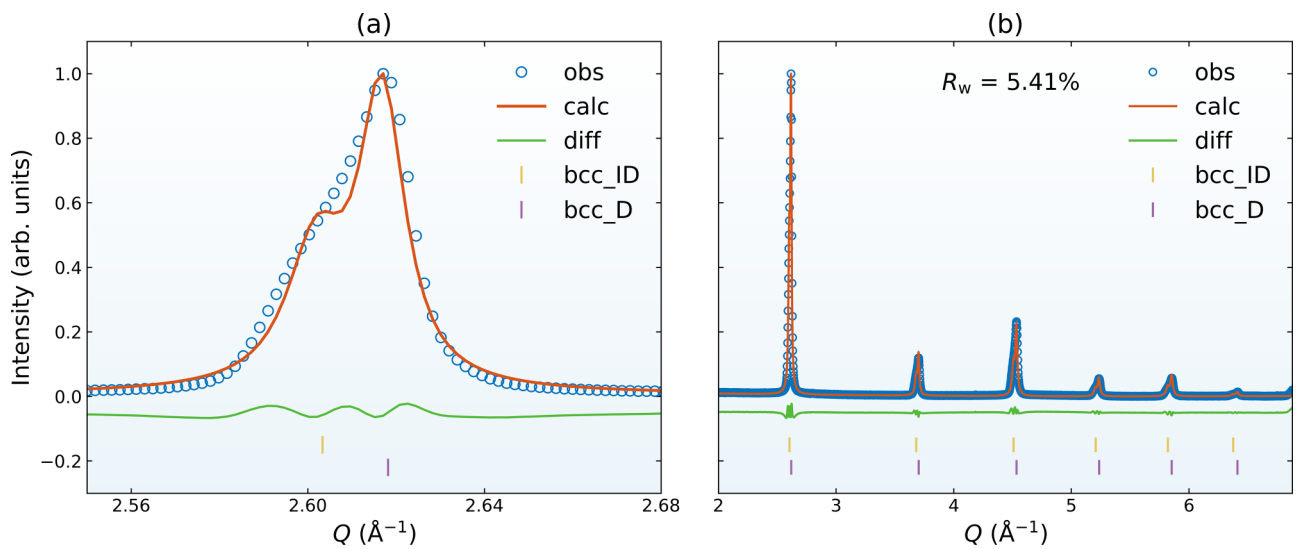 (a)
(b)
1.0
0.8
0.6
0.4
0.2
0.0
−0.2
Intensity (arb. units)
obs
calc
diff
bcc_ID
bcc_D
2.56
2.60
2.64
2.68
Q (Å⁻¹)
R_w = 5.41%
obs
calc
diff
bcc_ID
bcc_D
2
3
4
5
6
Q (Å⁻¹)